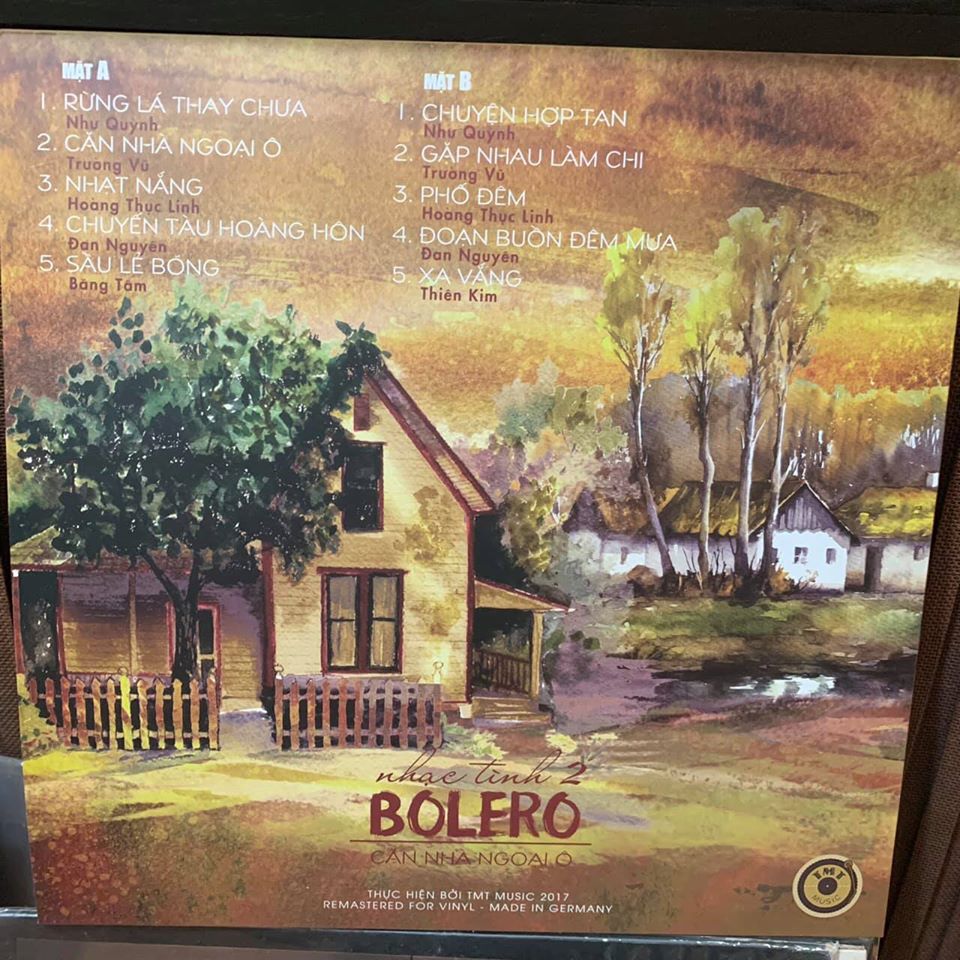 MẶT A
1. RỪNG LÁ THAY CHƯA
Như Quỳnh
2. CĂN NHÀ NGOẠI Ô
Trường Vũ
3. NHẠT NẮNG
Hoàng Thục Linh
4. CHUYẾN TÀU HOÀNG HÔN
Đan Nguyên
5. SẦU LẺ BÓNG
Băng Tâm
MẶT B
1. CHUYỆN HỢP TAN
Như Quỳnh
2. GẶP NHAU LÀM CHI
Trường Vũ
3. PHỐ ĐÊM
Hoàng Thục Linh
4. ĐOẠN BUỒN ĐÊM MƯA
Đan Nguyên
5. XA VẮNG
Thiên Kim
nhạc tình 2
BOLERO
CĂN NHÀ NGOẠI Ô
THỰC HIỆN BỞI TMT MUSIC 2017
REMASTERED FOR VINYL - MADE IN GERMANY
TMT
MUSIC